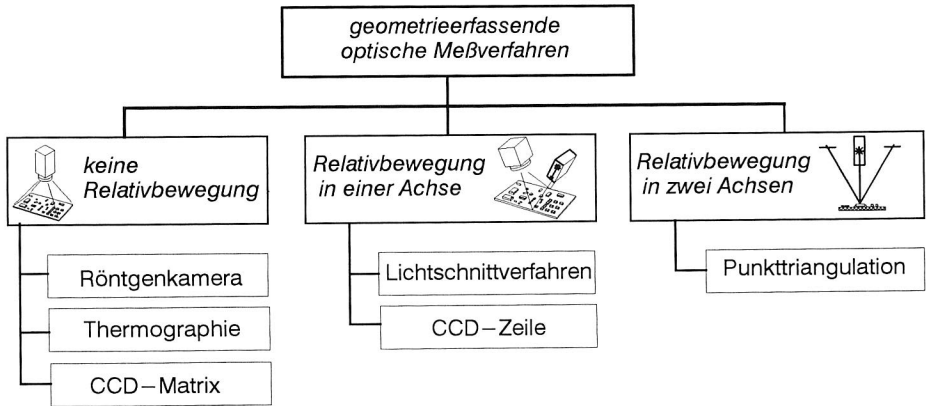 geometrieerfassende
optische Meßverfahren
keine
Relativbewegung
Relativbewegung
in einer Achse
Relativbewegung
in zwei Achsen
Röntgenkamera
Thermographie
CCD–Matrix
Lichtschnittverfahren
CCD–Zeile
Punkttriangulation